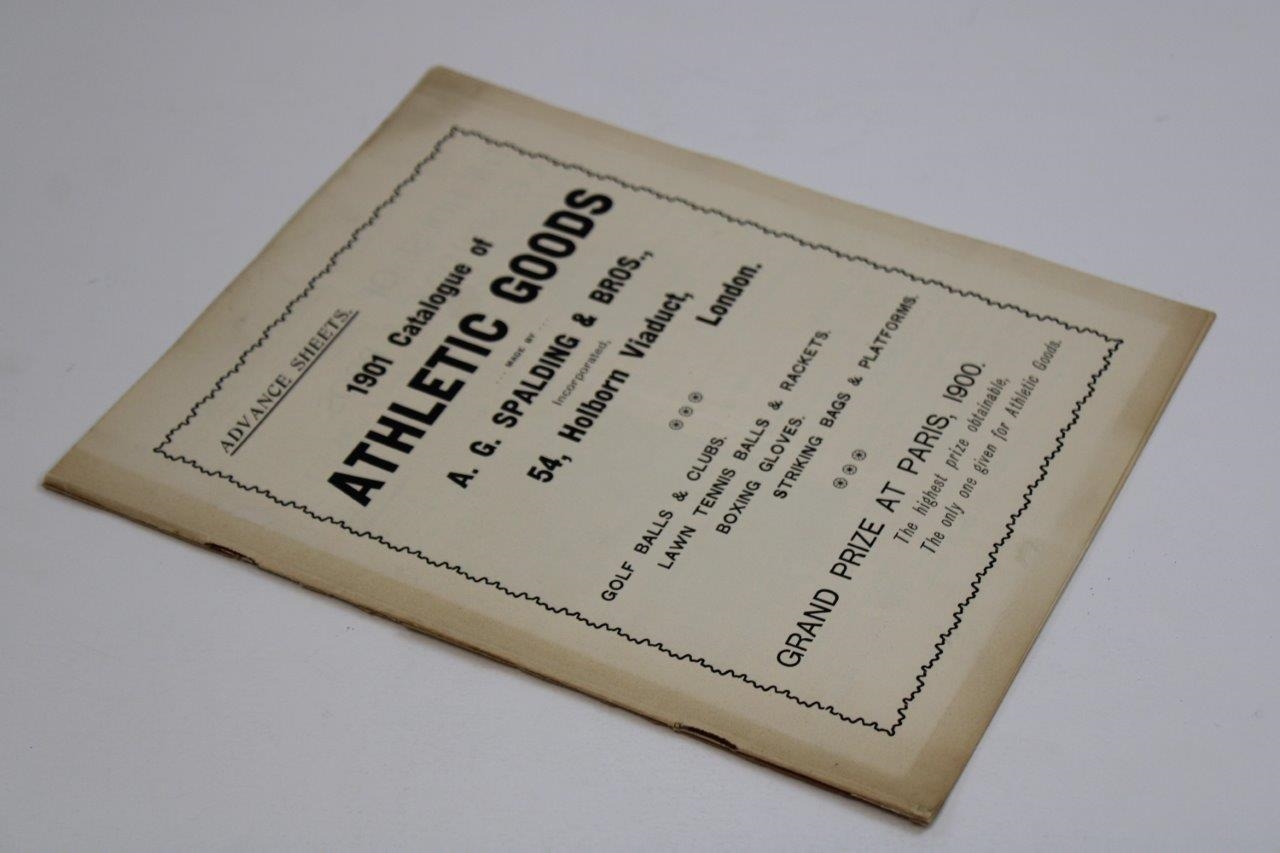 ADVANCE SHEETS.
1901 Catalogue of
ATHLETIC GOODS
··· MADE BY ···
A. G. SPALDING & BROS.,
Incorporated,
54, Holborn Viaduct,
London.
GOLF BALLS & CLUBS.
LAWN TENNIS BALLS & RACKETS.
BOXING GLOVES.
STRIKING BAGS & PLATFORMS.
GRAND PRIZE AT PARIS, 1900.
The highest prize obtainable,
The only one given for Athletic Goods.